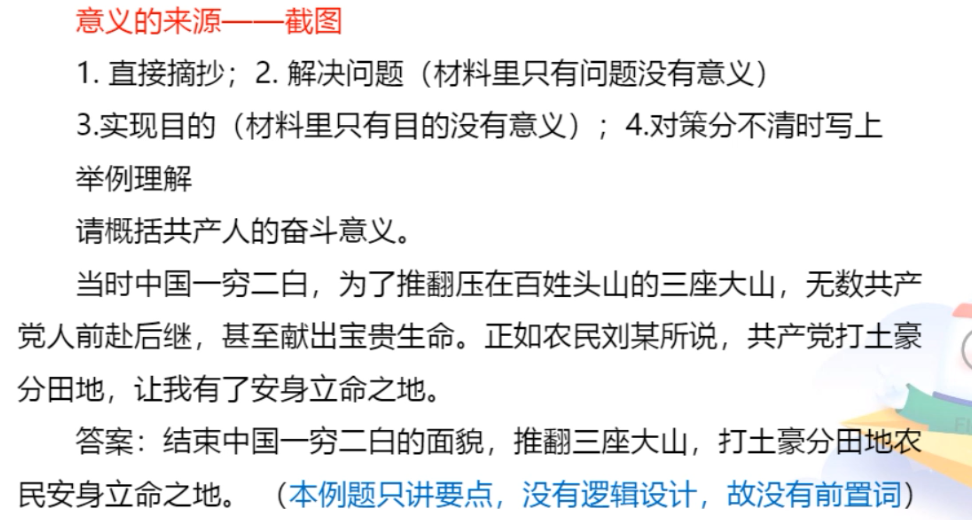 意义的来源——截图
1. 直接摘抄；2. 解决问题（材料里只有问题没有意义）
3.实现目的（材料里只有目的没有意义）；4.对策分不清时写上
举例理解
请概括共产人的奋斗意义。
当时中国一穷二白，为了推翻压在百姓头山的三座大山，无数共产
党人前赴后继，甚至献出宝贵生命。正如农民刘某所说，共产党打土豪
分田地，让我有了安身立命之地。
答案：结束中国一穷二白的面貌，推翻三座大山，打土豪分田地农
民安身立命之地。（本例题只讲要点，没有逻辑设计，故没有前置词）